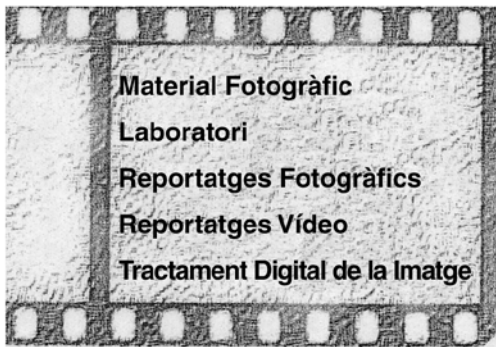 Material Fotogràfic
Laboratori
Reportatges Fotogràfics
Reportatges Vídeo
Tractament Digital de la Imatge